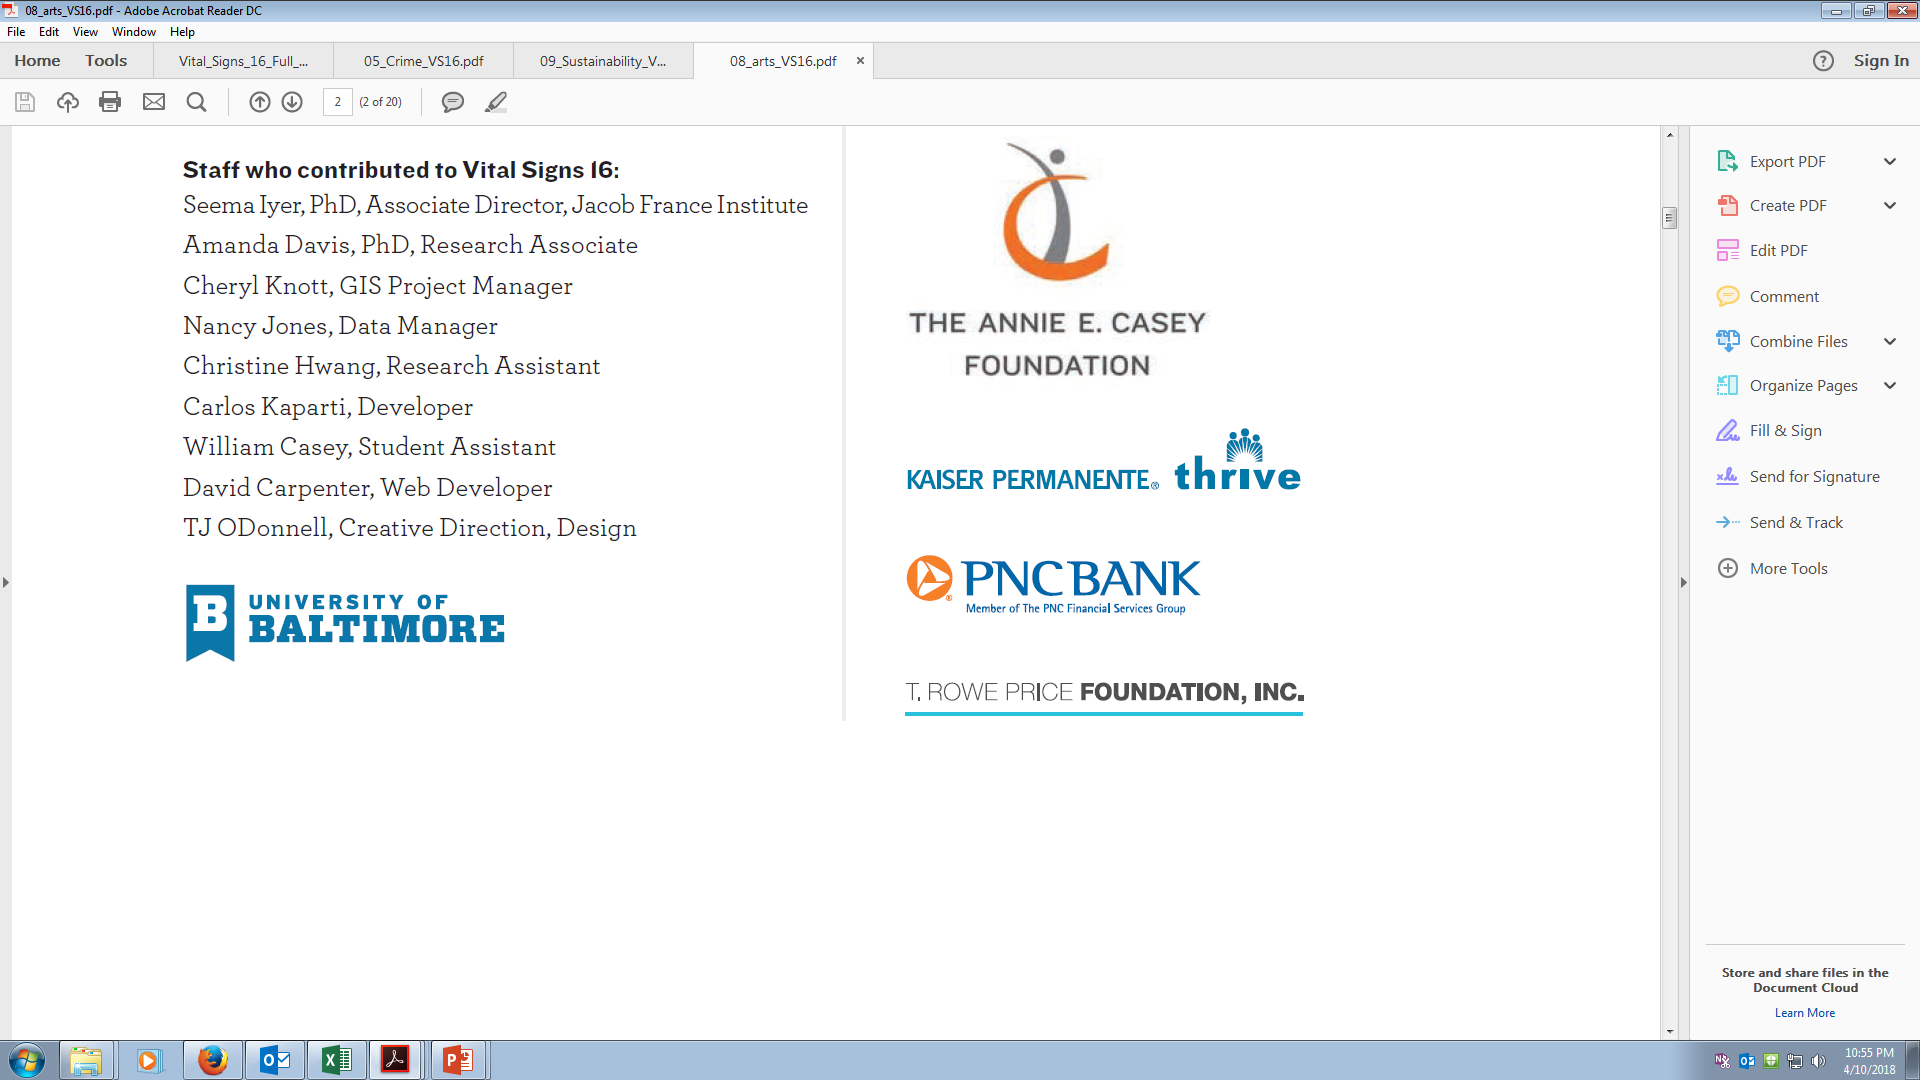 08_arts_VS16.pdf - Adobe Acrobat Reader DC
File Edit View Window Help
Home Tools Vital_Signs_16_Full_... 05_Crime_VS16.pdf 09_Sustainability_V... 08_arts_VS16.pdf × ? Sign In
2 (2 of 20)
Staff who contributed to Vital Signs 16:
Seema Iyer, PhD, Associate Director, Jacob France Institute
Amanda Davis, PhD, Research Associate
Cheryl Knott, GIS Project Manager
Nancy Jones, Data Manager
Christine Hwang, Research Assistant
Carlos Kaparti, Developer
William Casey, Student Assistant
David Carpenter, Web Developer
TJ ODonnell, Creative Direction, Design
B UNIVERSITY OF
BALTIMORE
THE ANNIE E. CASEY
FOUNDATION
KAISER PERMANENTE® thrive
PNCBANK
Member of The PNC Financial Services Group
T. ROWE PRICE FOUNDATION, INC.
Export PDF
Create PDF
Edit PDF
Comment
Combine Files
Organize Pages
Fill & Sign
Send for Signature
Send & Track
More Tools
Store and share files in the
Document Cloud
Learn More
10:55 PM
4/10/2018